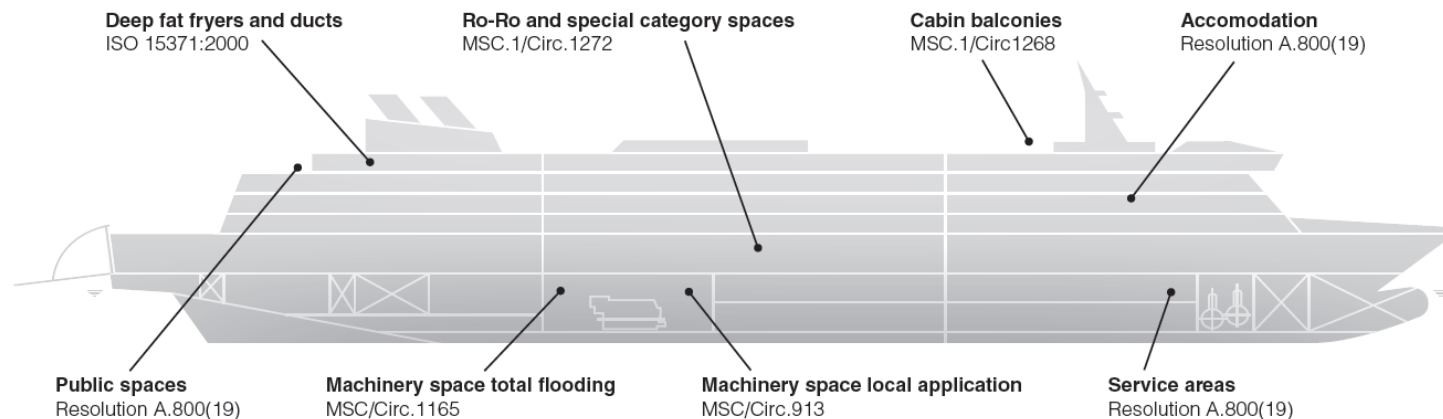 Deep fat fryers and ducts
ISO 15371:2000
Ro-Ro and special category spaces
MSC.1/Circ.1272
Cabin balconies
MSC.1/Circ1268
Accomodation
Resolution A.800(19)
Public spaces
Resolution A.800(19)
Machinery space total flooding
MSC/Circ.1165
Machinery space local application
MSC/Circ.913
Service areas
Resolution A.800(19)